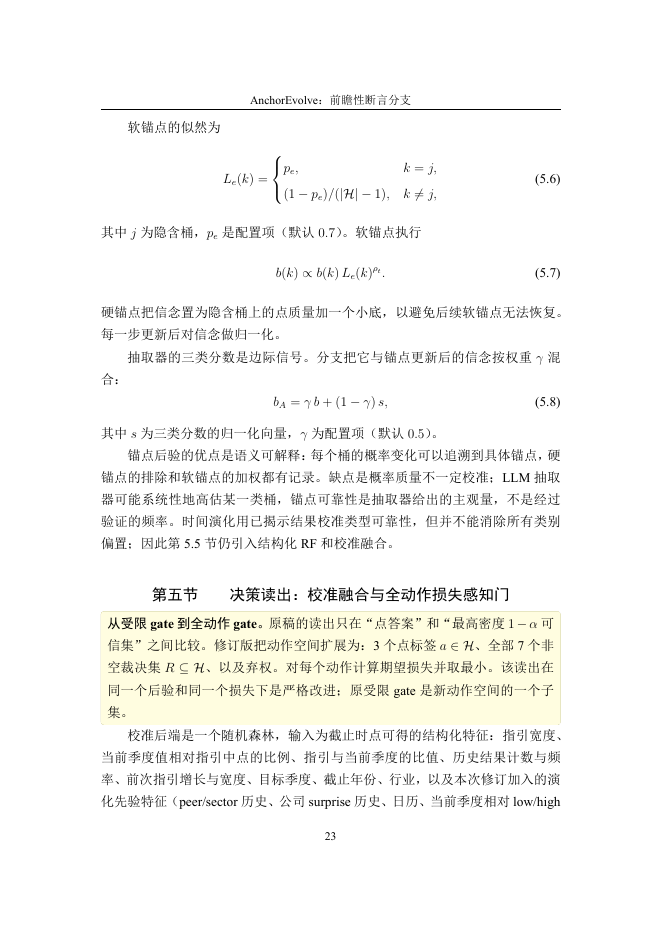 AnchorEvolve：前瞻性断言分支
软锚点的似然为
L_e(k) = { p_e, k = j,
(1 − p_e)/(|ℋ| − 1), k ≠ j, (5.6)
其中 j 为隐含桶，p_e 是配置项（默认 0.7）。软锚点执行
b(k) ∝ b(k) L_e(k)^{ρ_t}. (5.7)
硬锚点把信念置为隐含桶上的点质量加一个小底，以避免后续软锚点无法恢复。
每一步更新后对信念做归一化。
抽取器的三类分数是边际信号。分支把它与锚点更新后的信念按权重 γ 混
合：
b_A = γ b + (1 − γ) s, (5.8)
其中 s 为三类分数的归一化向量，γ 为配置项（默认 0.5）。
锚点后验的优点是语义可解释：每个桶的概率变化可以追溯到具体锚点，硬
锚点的排除和软锚点的加权都有记录。缺点是概率质量不一定校准；LLM 抽取
器可能系统性地高估某一类桶，锚点可靠性是抽取器给出的主观量，不是经过
验证的频率。时间演化用已揭示结果校准类型可靠性，但并不能消除所有类别
偏置；因此第 5.5 节仍引入结构化 RF 和校准融合。
第五节 决策读出：校准融合与全动作损失感知门
从受限 gate 到全动作 gate。原稿的读出只在“点答案”和“最高密度 1 − α 可
信集”之间比较。修订版把动作空间扩展为：3 个点标签 a ∈ ℋ、全部 7 个非
空裁决集 R ⊆ ℋ、以及弃权。对每个动作计算期望损失并取最小。该读出在
同一个后验和同一个损失下是严格改进；原受限 gate 是新动作空间的一个子
集。
校准后端是一个随机森林，输入为截止时点可得的结构化特征：指引宽度、
当前季度值相对指引中点的比例、指引与当前季度的比值、历史结果计数与频
率、前次指引增长与宽度、目标季度、截止年份、行业，以及本次修订加入的演
化先验特征（peer/sector 历史、公司 surprise 历史、日历、当前季度相对 low/high
23